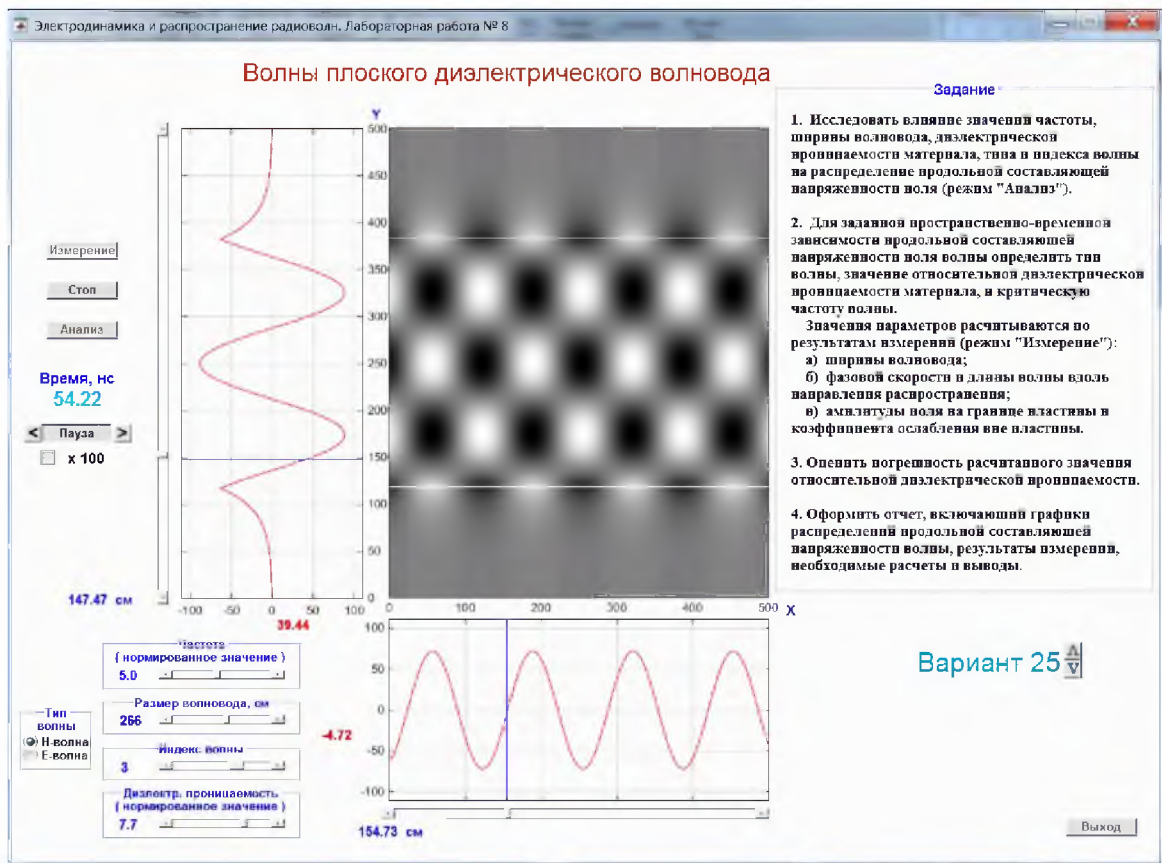 Электродинамика и распространение радиоволн. Лабораторная работа № 8
Волны плоского диэлектрического волновода
Измерение
Стоп
Анализ
Время, нс
54.22
<
Пауза
>
x 100
147.47 см
Y
500
450
400
350
300
250
200
150
100
50
0
-100 -50 0 50 100
39.44
0 100 200 300 400 500 X
Задание
1. Исследовать влияние значений частоты,
ширины волновода, диэлектрической
проницаемости материала, типа и индекса волны
на распределение продольной составляющей
напряженности поля (режим "Анализ").
2. Для заданной пространственно-временной
зависимости продольной составляющей
напряженности поля волны определить тип
волны, значение относительной диэлектрической
проницаемости материала, и критическую
частоту волны.
Значения параметров расчитываются по
результатам измерений (режим "Измерение"):
а) ширины волновода;
б) фазовой скорости и длины волны вдоль
направления распространения;
в) амплитуды поля на границе пластины и
коэффициента ослабления вне пластины.
3. Оценить погрешность расчитанного значения
относительной диэлектрической проницаемости.
4. Оформить отчет, включающий графики
распределений продольной составляющей
напряженности волны, результаты измерений,
необходимые расчеты и выводы.
Вариант 25
Частота
( нормированное значение )
5.0
Размер волновода, см
266
Тип
волны
Н-волна
Е-волна
Индекс волны
3
Диэлектр. проницаемость
( нормированное значение )
7.7
100
50
0
-50
-100
-4.72
154.73 см
Выход